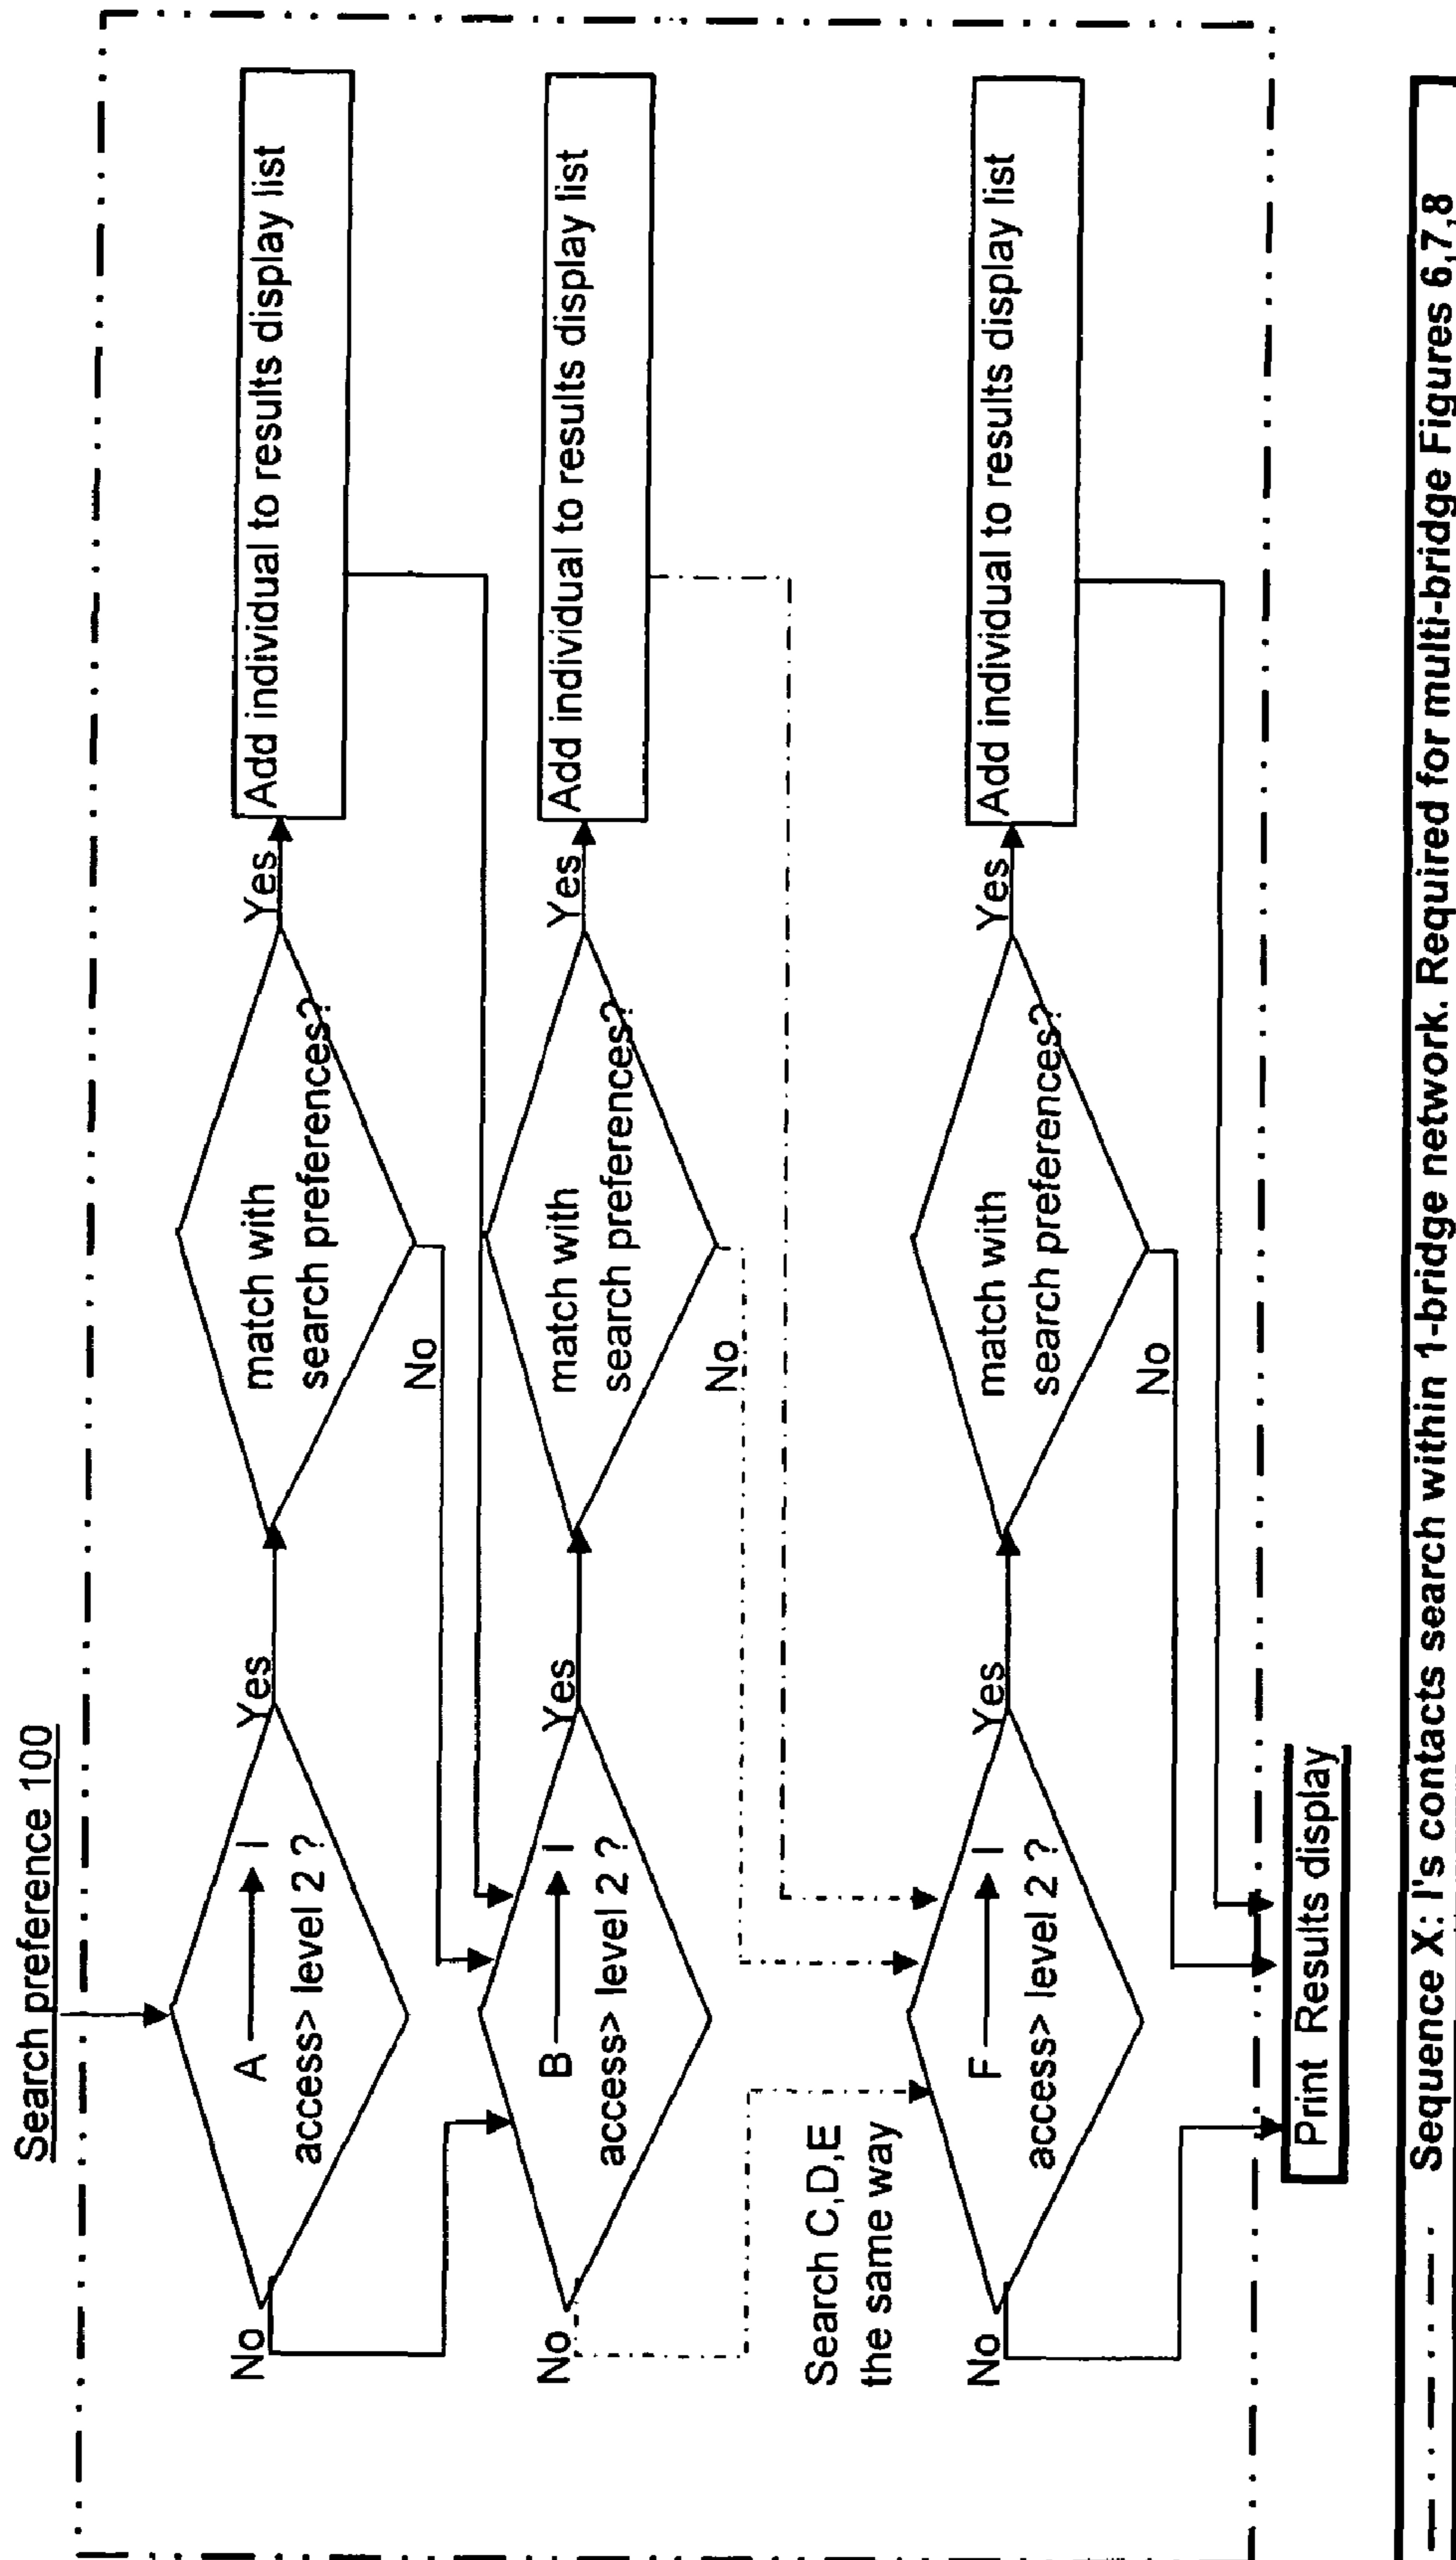 Search preference 100
A I
access> level 2 ?
Yes
No
match with
search preferences?
Yes
No
Add individual to results display list
B I
access> level 2 ?
Yes
No
match with
search preferences?
Yes
No
Add individual to results display list
Search C,D,E
the same way
F I
access> level 2 ?
Yes
No
match with
search preferences?
Yes
No
Add individual to results display list
Print Results display
Sequence X: I's contacts search within 1-bridge network. Required for multi-bridge Figures 6,7,8